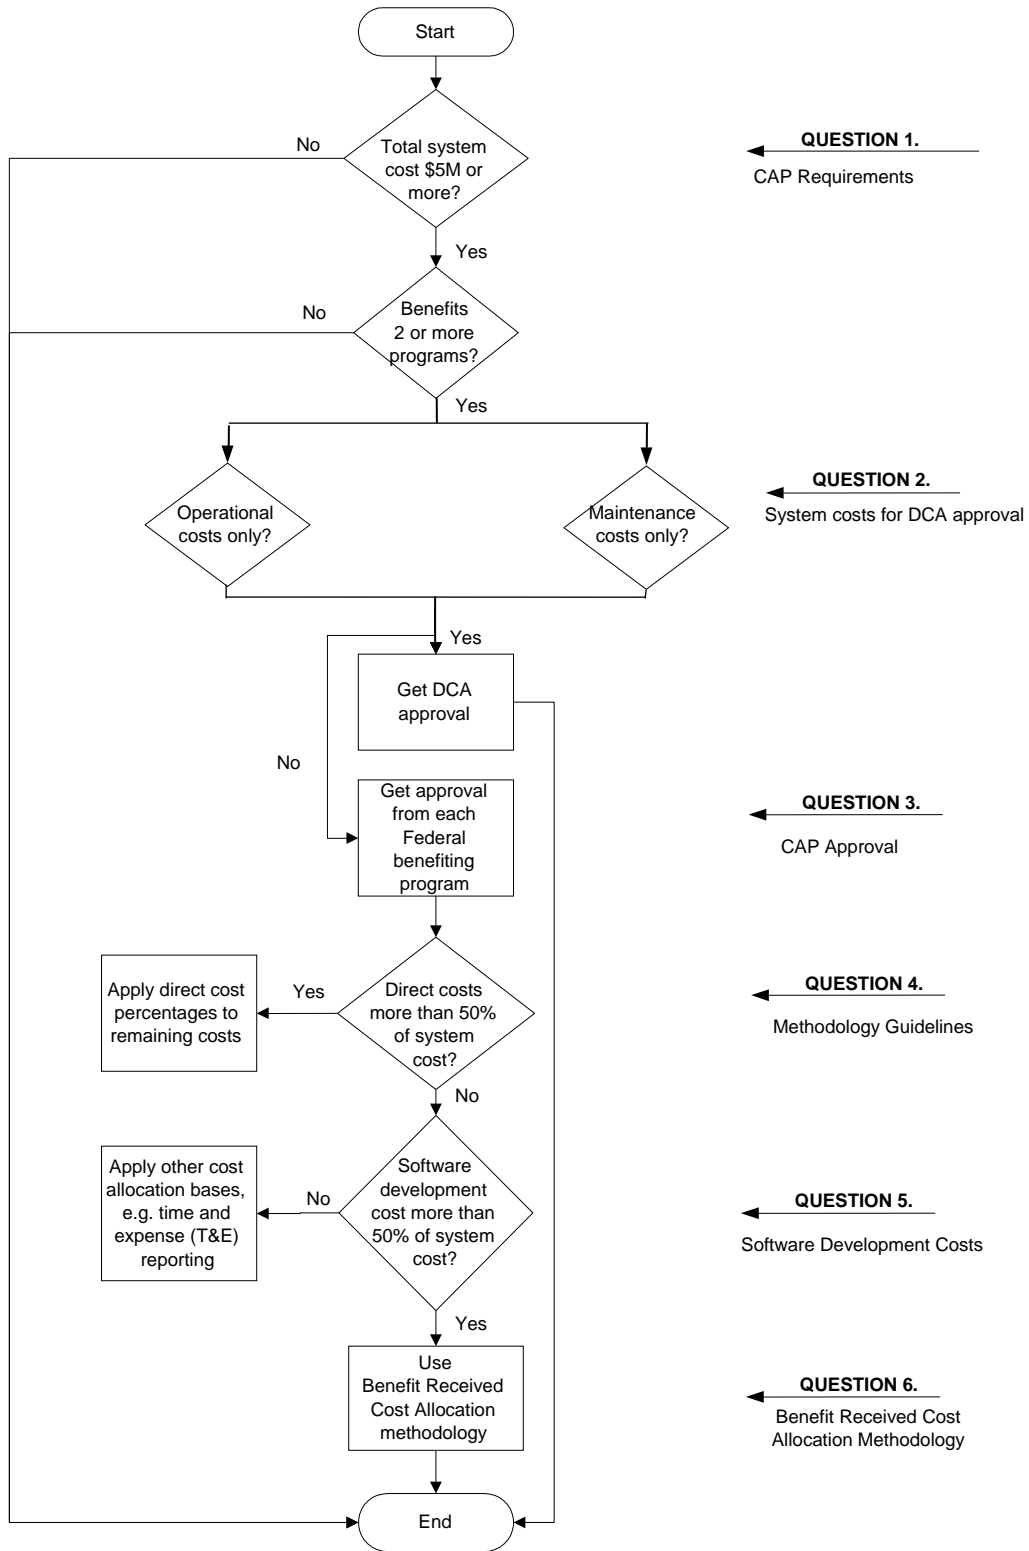 Start
No
Total system
cost $5M or
more?
QUESTION 1.
CAP Requirements
Yes
No
Benefits
2 or more
programs?
Yes
Operational
costs only?
Maintenance
costs only?
QUESTION 2.
System costs for DCA approval
Yes
Get DCA
approval
No
Get approval
from each
Federal
benefiting
program
QUESTION 3.
CAP Approval
Apply direct cost
percentages to
remaining costs
Yes
Direct costs
more than 50%
of system
cost?
QUESTION 4.
Methodology Guidelines
No
Apply other cost
allocation bases,
e.g. time and
expense (T&E)
reporting
No
Software
development
cost more than
50% of system
cost?
QUESTION 5.
Software Development Costs
Yes
Use
Benefit Received
Cost Allocation
methodology
QUESTION 6.
Benefit Received Cost
Allocation Methodology
End